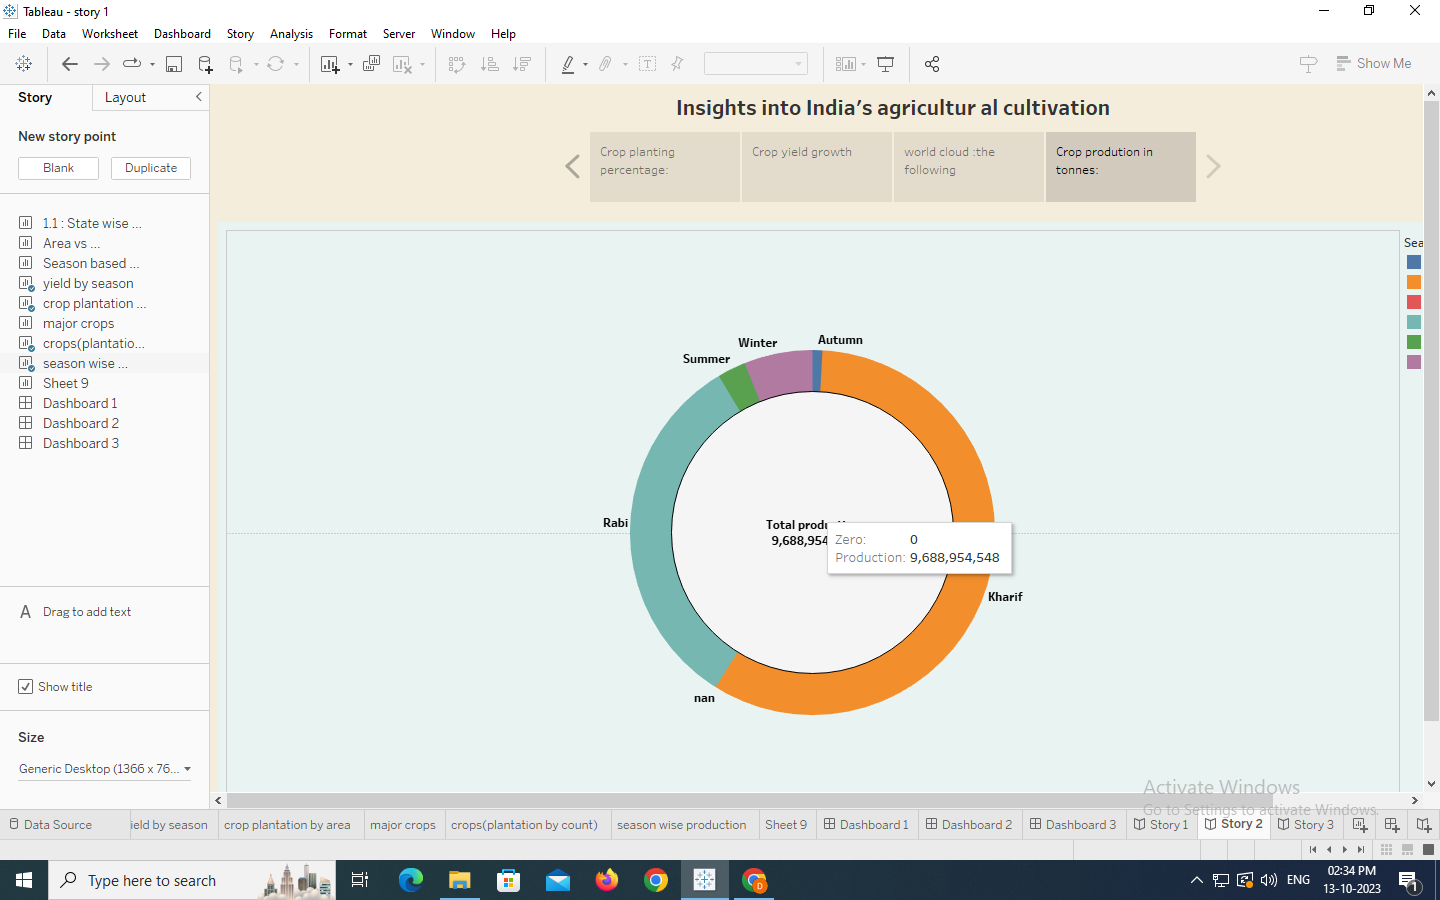 Tableau - story 1
File Data Worksheet Dashboard Story Analysis Format Server Window Help
Show Me
Story Layout
New story point
Blank Duplicate
1.1 : State wise ...
Area vs ...
Season based ...
yield by season
crop plantation ...
major crops
crops(plantatio...
season wise ...
Sheet 9
Dashboard 1
Dashboard 2
Dashboard 3
A Drag to add text
Show title
Size
Generic Desktop (1366 x 76...
Insights into India's agricultur al cultivation
Crop planting
percentage:
Crop yield growth
world cloud :the
following
Crop prodution in
tonnes:
Sea
Autumn
Winter
Summer
Rabi
Kharif
nan
Total produ
9,688,954
Zero: 0
Production: 9,688,954,548
Activate Windows
Go to Settings to activate Windows.
Data Source ield by season crop plantation by area major crops crops(plantation by count) season wise production Sheet 9 Dashboard 1 Dashboard 2 Dashboard 3 Story 1 Story 2 Story 3
Type here to search
ENG
02:34 PM
13-10-2023
1